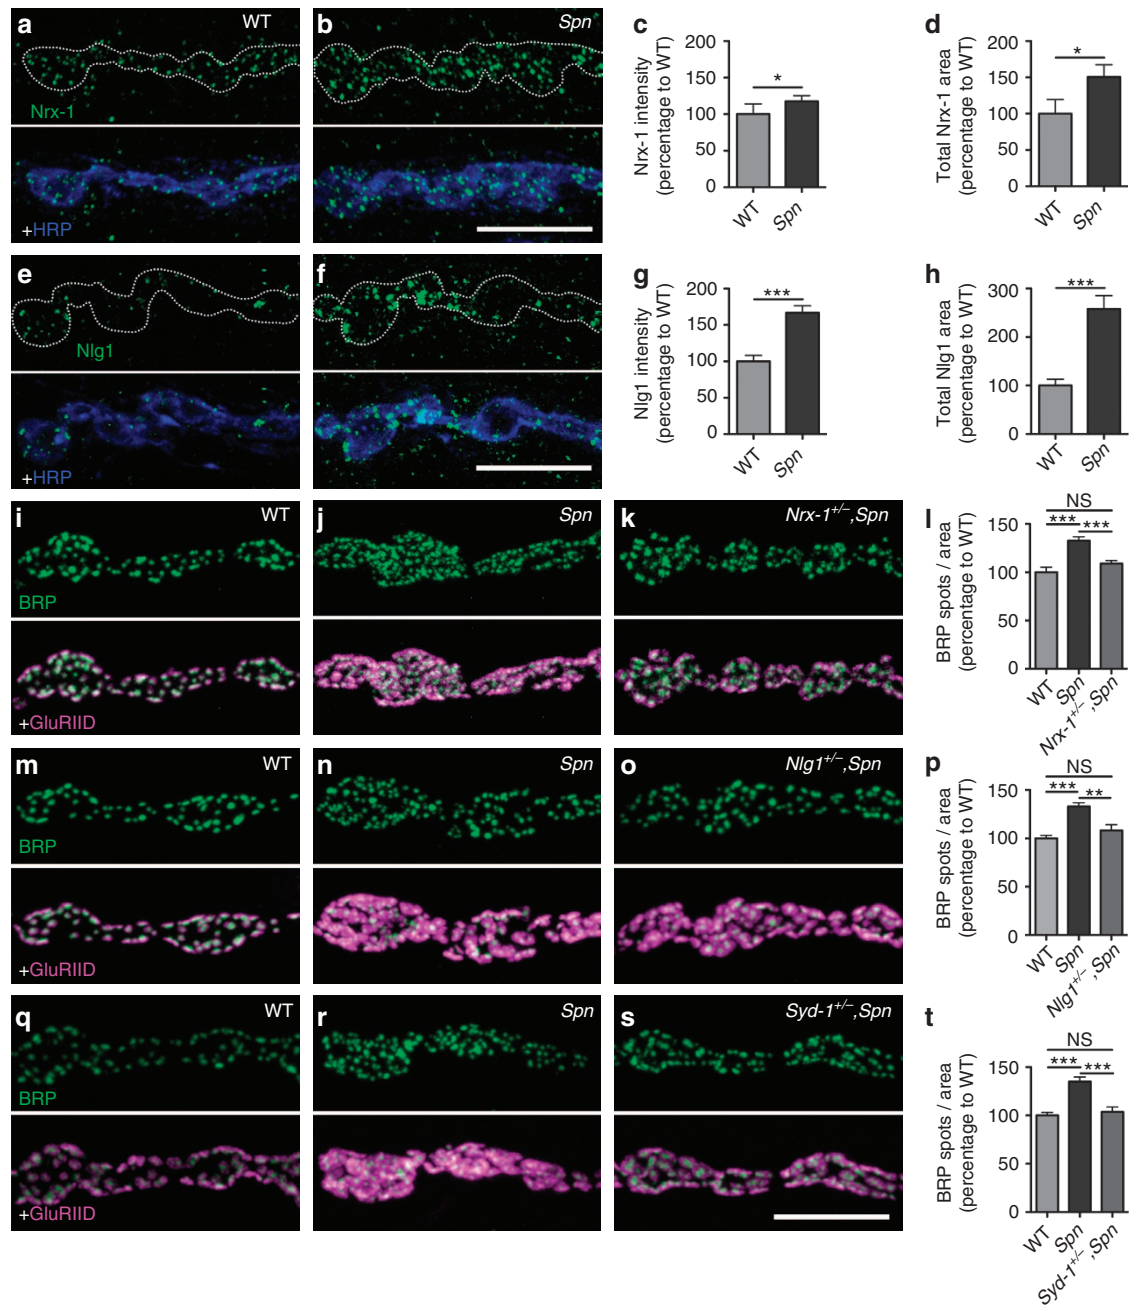 a
WT
Nrx-1
+HRP
b
Spn
c
Nrx-1 intensity
(percentage to WT)
200
150
100
50
0
*
WT
Spn
d
Total Nrx-1 area
(percentage to WT)
200
150
100
50
0
*
WT
Spn
e
Nlg1
+HRP
f
g
Nlg1 intensity
(percentage to WT)
200
150
100
50
0
***
WT
Spn
h
Total Nlg1 area
(percentage to WT)
300
200
100
0
***
WT
Spn
i
WT
BRP
+GluRIID
j
Spn
k
Nrx-1+/–,Spn
l
BRP spots / area
(percentage to WT)
150
100
50
0
NS
*** ***
WT
Spn
Nrx-1+/–,Spn
m
WT
BRP
+GluRIID
n
Spn
o
Nlg1+/–,Spn
p
BRP spots / area
(percentage to WT)
150
100
50
0
NS
*** **
WT
Spn
Nlg1+/–,Spn
q
WT
BRP
+GluRIID
r
Spn
s
Syd-1+/–,Spn
t
BRP spots / area
(percentage to WT)
150
100
50
0
NS
*** ***
WT
Spn
Syd-1+/–,Spn